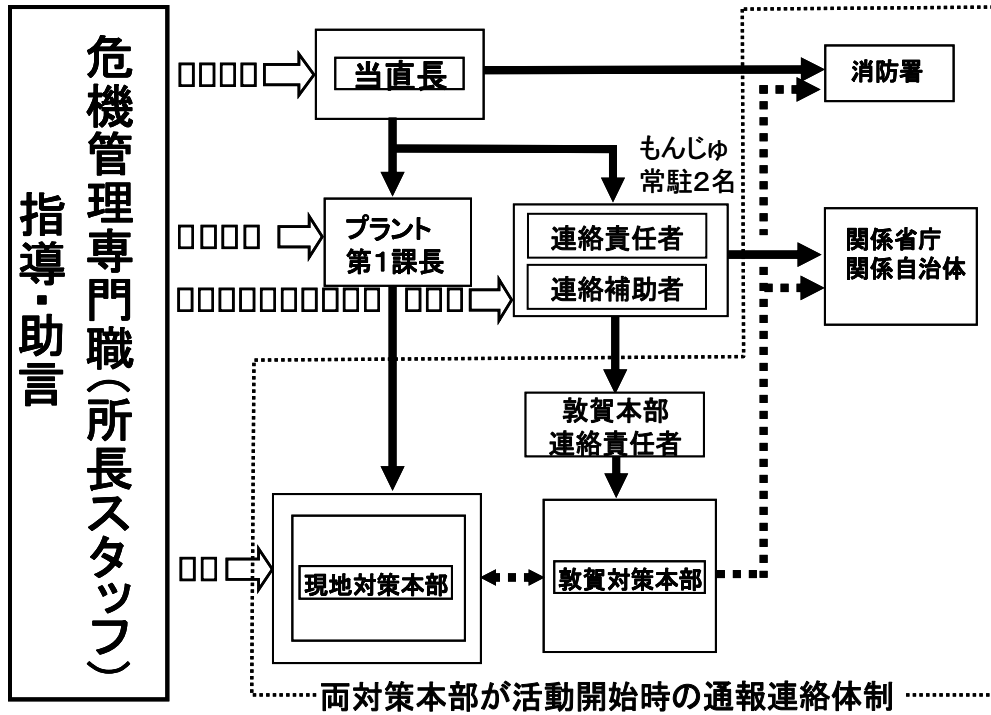 危機管理専門職（所長スタッフ）
指導・助言
当直長
消防署
もんじゅ
常駐２名
プラント
第１課長
連絡責任者
連絡補助者
関係省庁
関係自治体
敦賀本部
連絡責任者
現地対策本部
敦賀対策本部
両対策本部が活動開始時の通報連絡体制